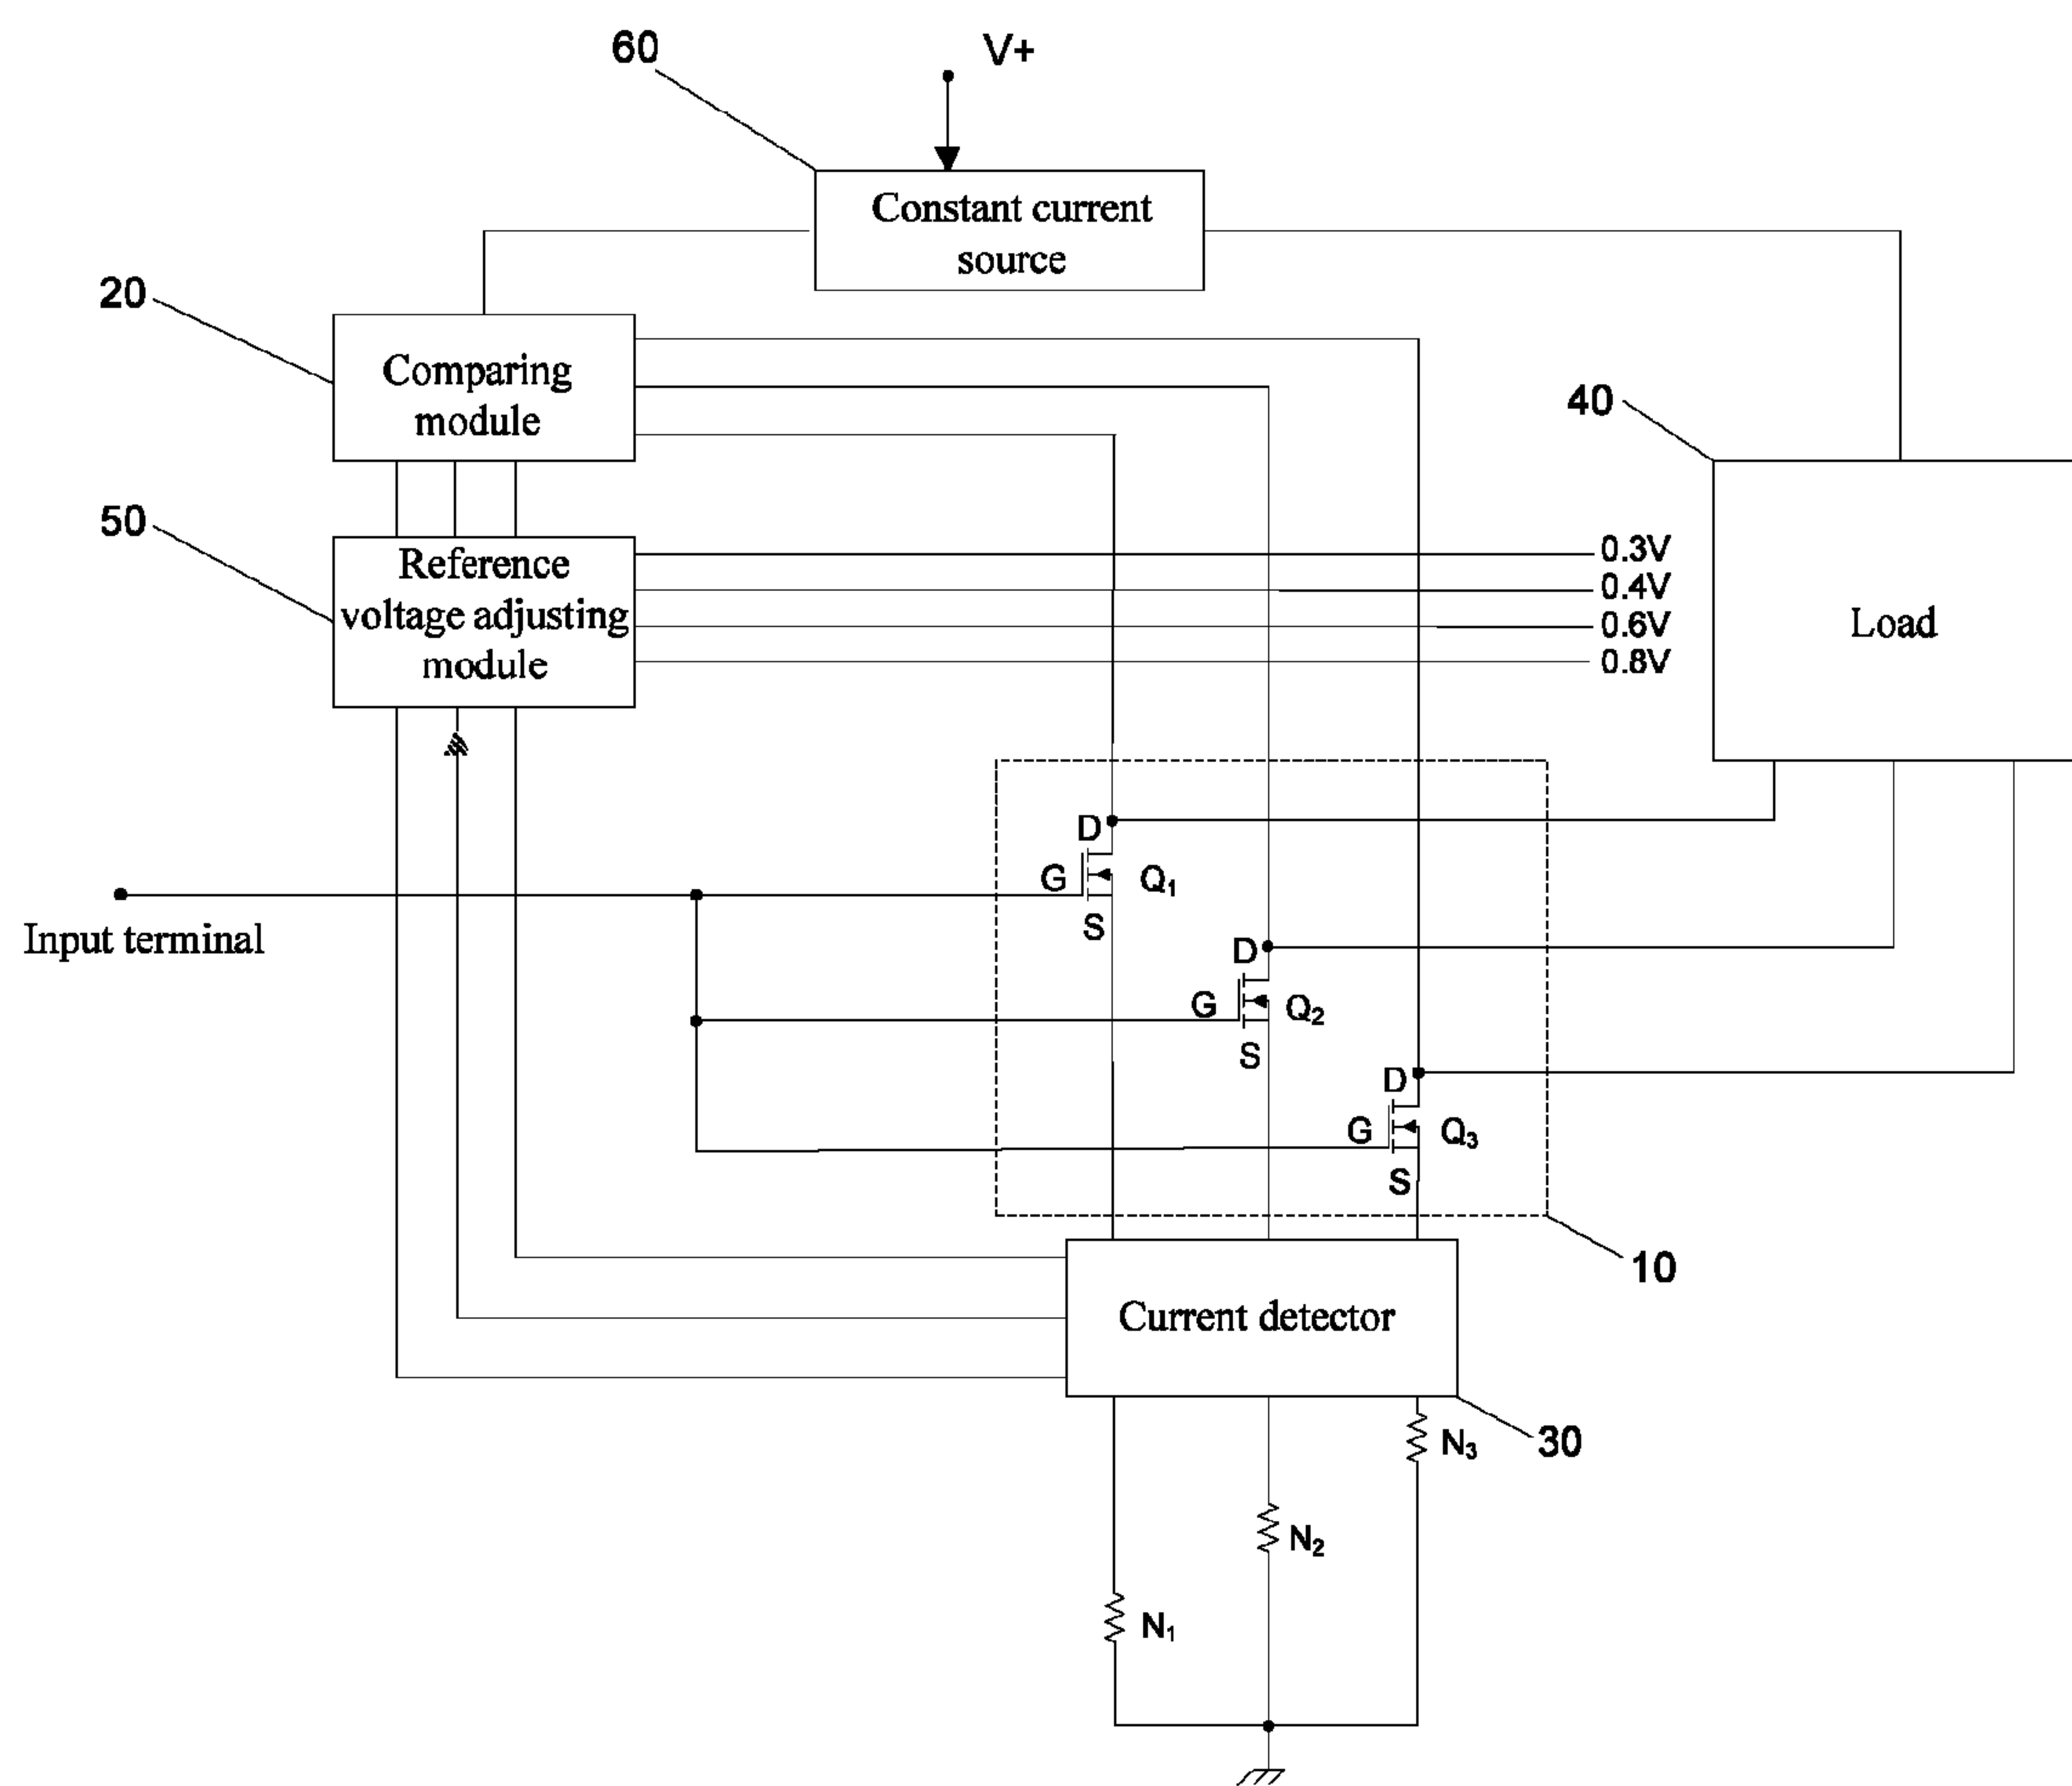 60
V+
Constant current
source
20
Comparing
module
40
50
Reference
voltage adjusting
module
0.3V
0.4V
0.6V
0.8V
Load
D
G
Q1
S
Input terminal
D
G
Q2
S
D
G
Q3
S
10
Current detector
30
N3
N2
N1